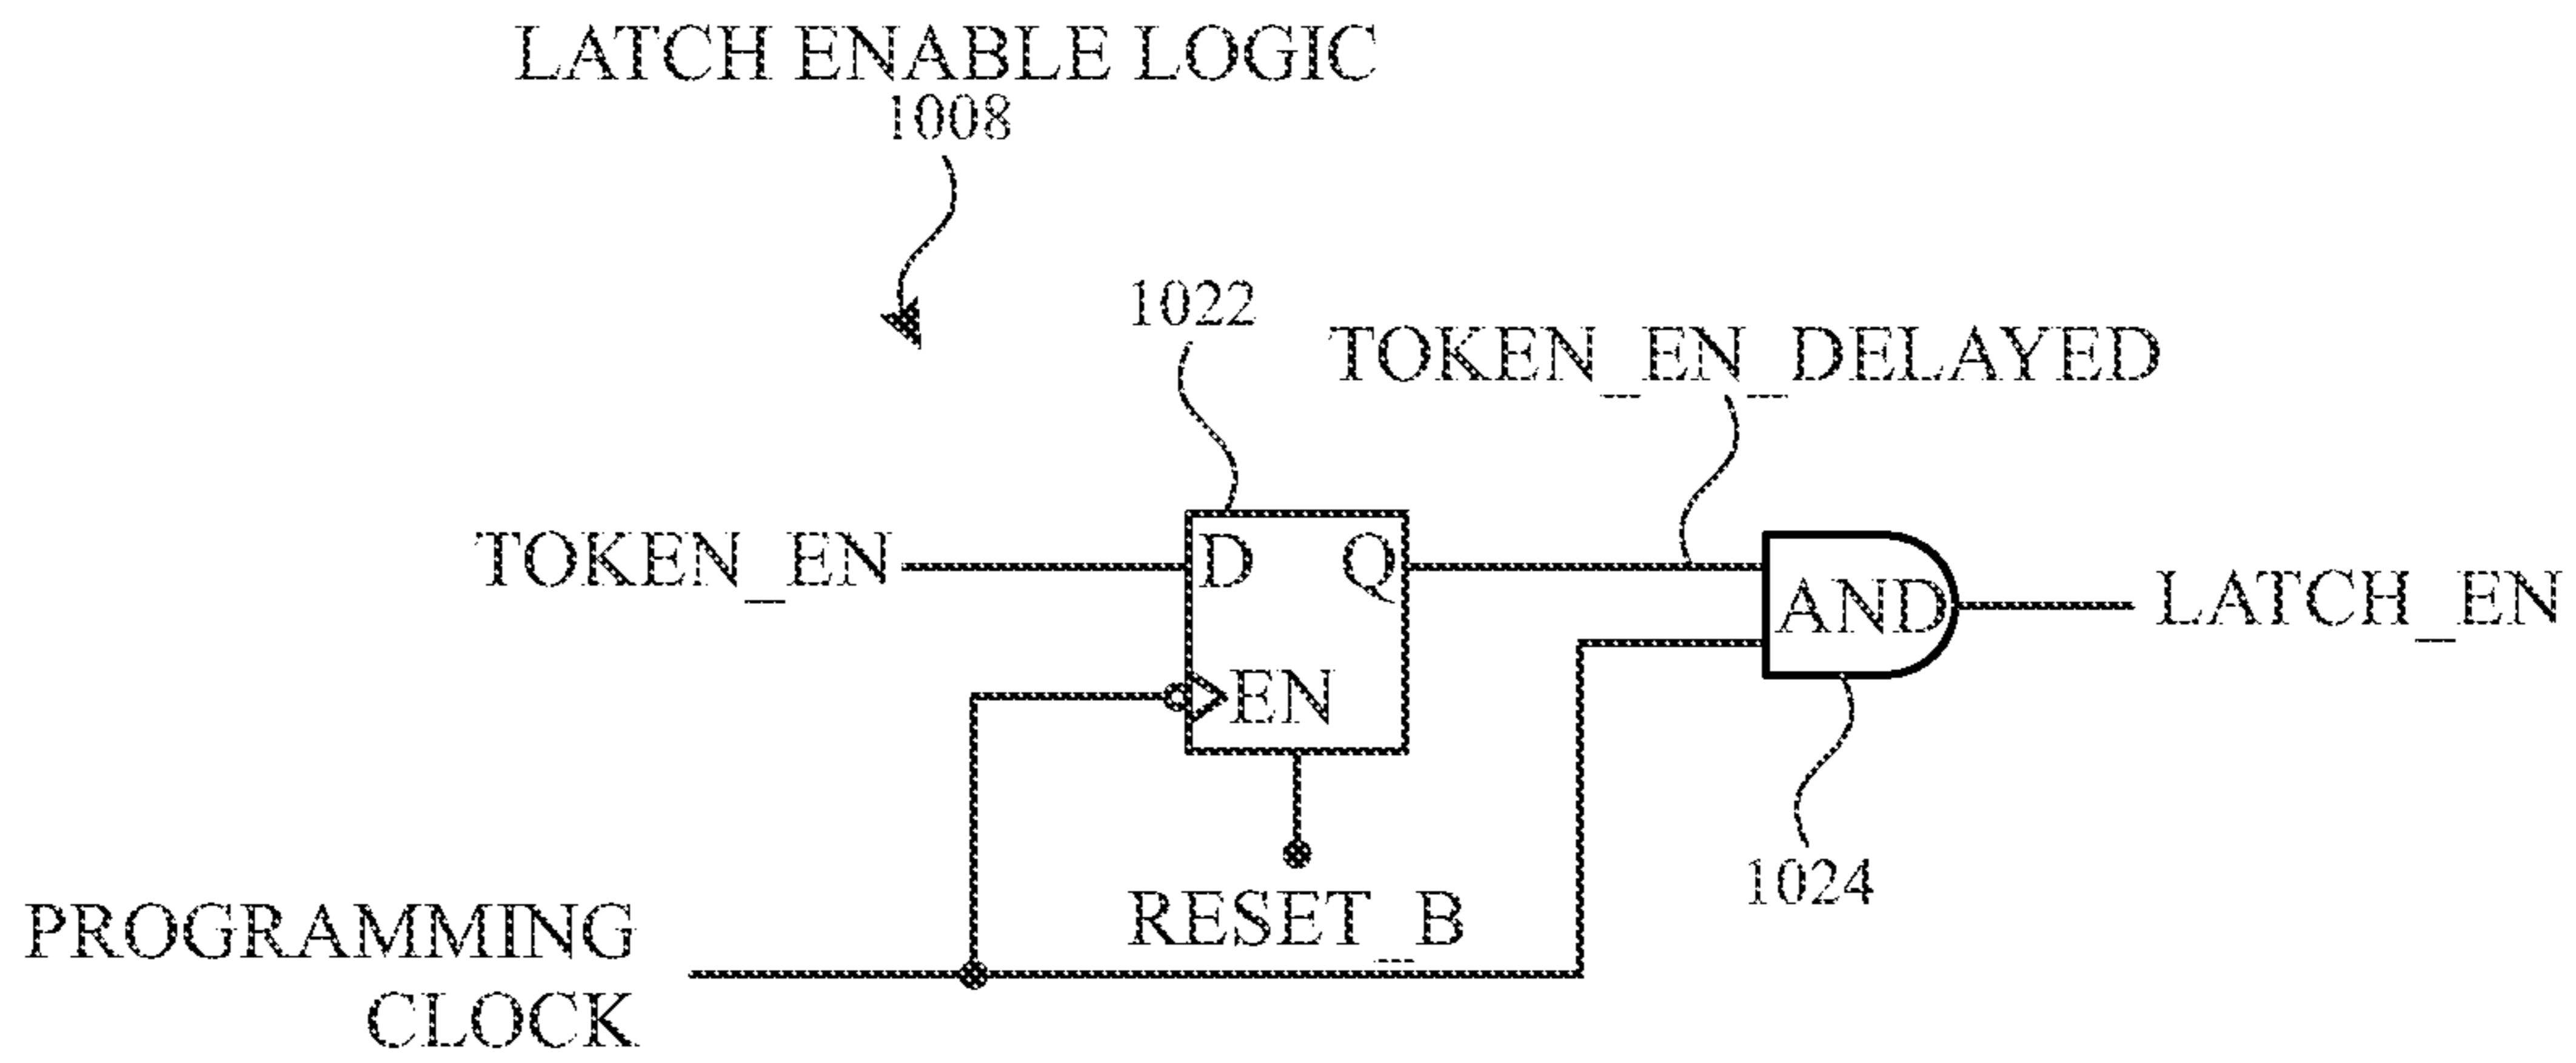 LATCH ENABLE LOGIC
1008
1022
TOKEN_EN_DELAYED
TOKEN_EN
D
Q
AND
LATCH_EN
EN
1024
RESET_B
PROGRAMMING
CLOCK